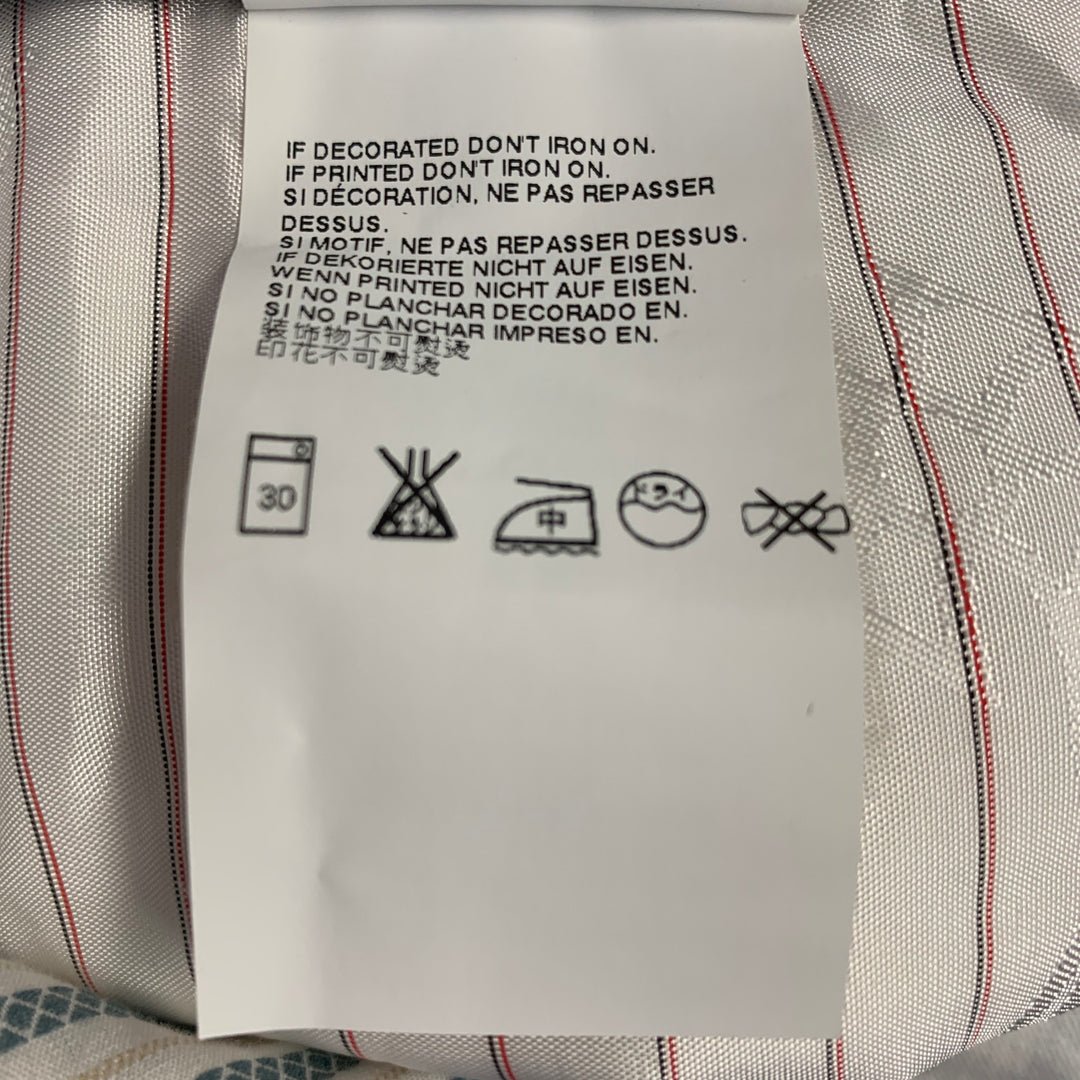 IF DECORATED DON'T IRON ON.
IF PRINTED DON'T IRON ON.
SI DÉCORATION, NE PAS REPASSER
DESSUS.
SI MOTIF, NE PAS REPASSER DESSUS.
IF DEKORIERTE NICHT AUF EISEN.
WENN PRINTED NICHT AUF EISEN.
SI NO PLANCHAR DECORADO EN.
SI NO PLANCHAR IMPRESO EN.
装饰物不可熨烫
印花不可熨烫
30 中 ドライ